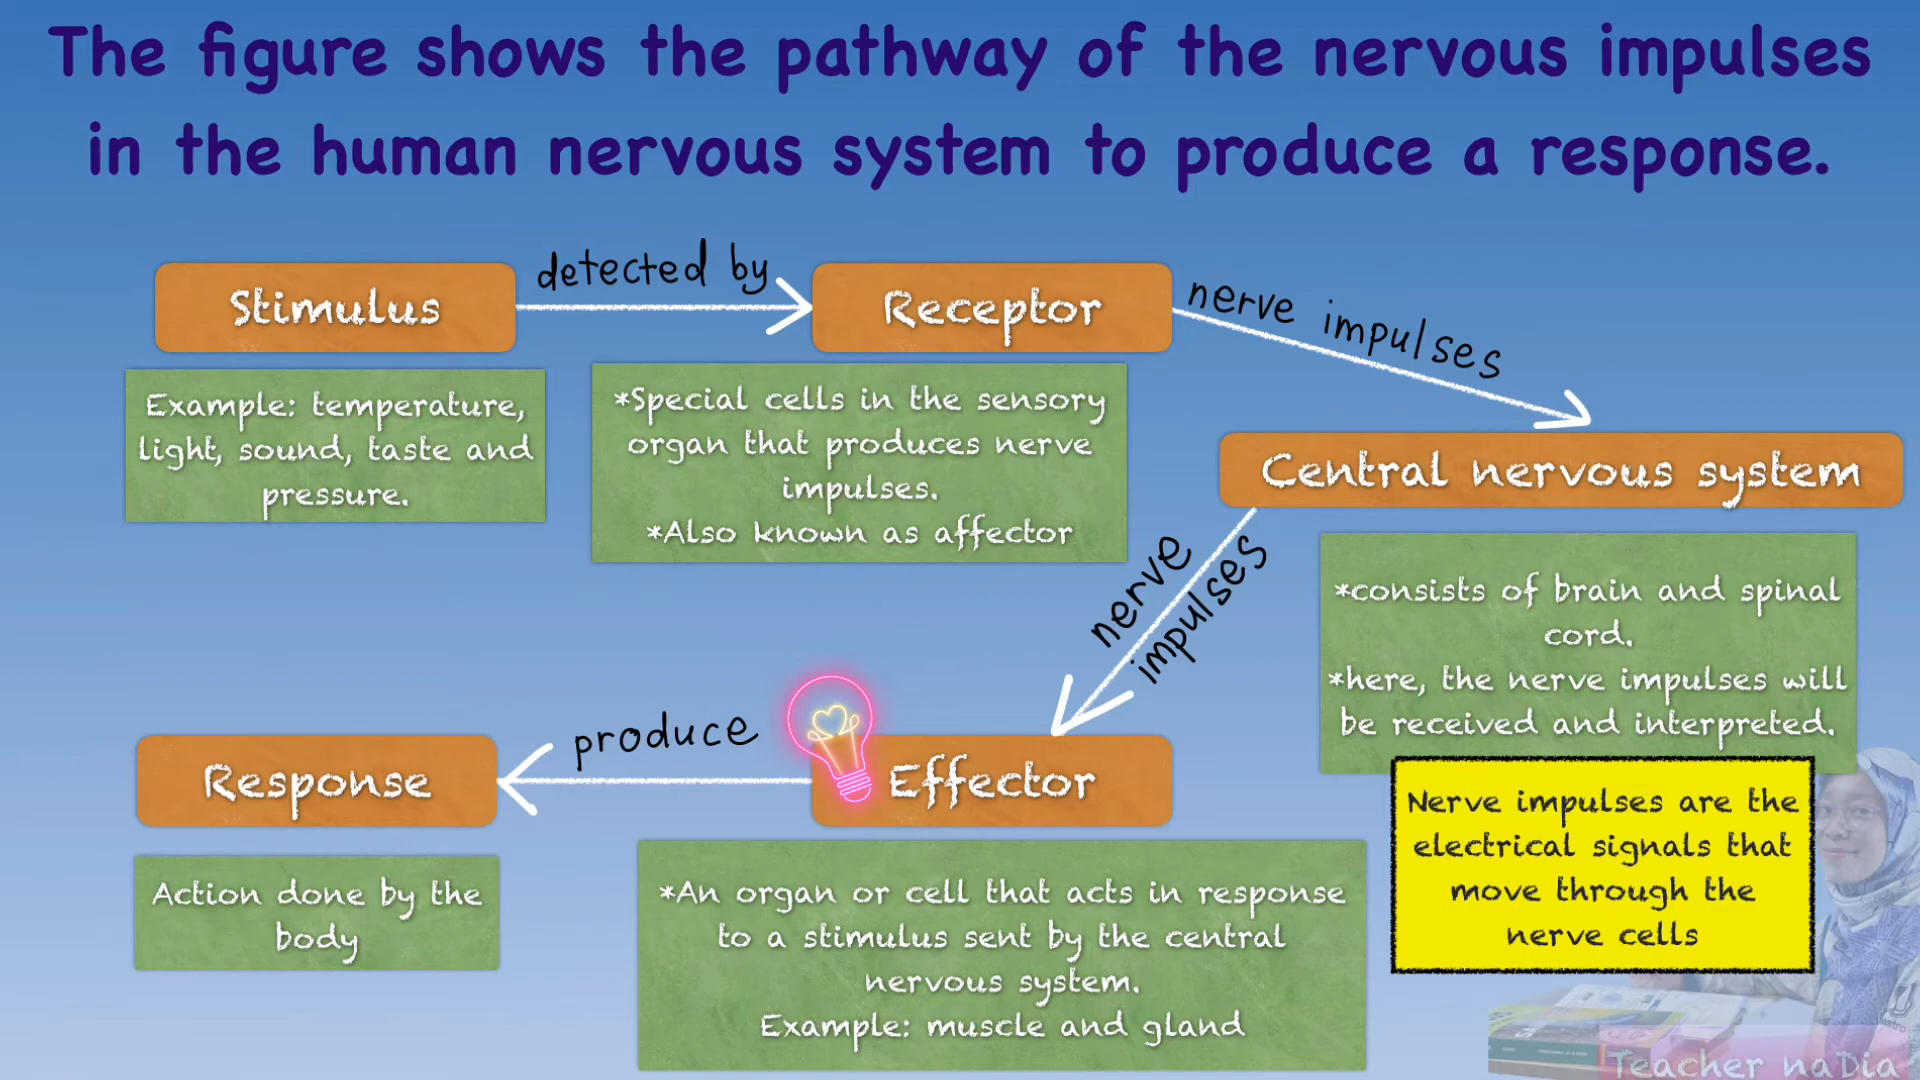 The figure shows the pathway of the nervous impulses
in the human nervous system to produce a response.
Stimulus
detected by
Receptor
nerve impulses
Example: temperature,
light, sound, taste and
pressure.
*Special cells in the sensory
organ that produces nerve
impulses.
*Also known as affector
Central nervous system
nerve
impulses
*consists of brain and spinal
cord.
*here, the nerve impulses will
be received and interpreted.
Response
produce
Effector
Nerve impulses are the
electrical signals that
move through the
nerve cells
Action done by the
body
*An organ or cell that acts in response
to a stimulus sent by the central
nervous system.
Example: muscle and gland
Teacher naDia